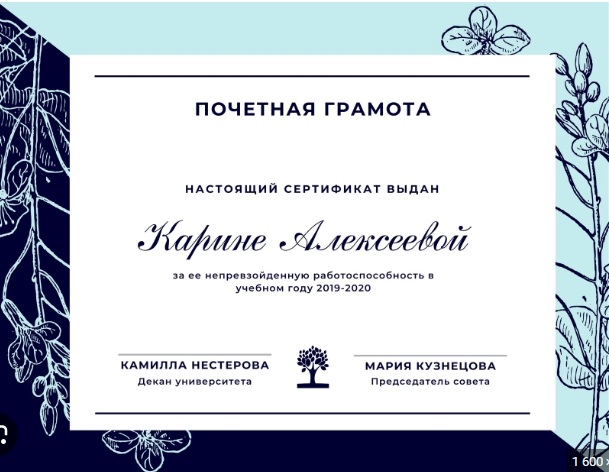 ПОЧЕТНАЯ ГРАМОТА
НАСТОЯЩИЙ СЕРТИФИКАТ ВЫДАН
Карине Алексеевой
за ее непревзойденную работоспособность в
учебном году 2019-2020
КАМИЛЛА НЕСТЕРОВА
Декан университета
МАРИЯ КУЗНЕЦОВА
Председатель совета
1 600